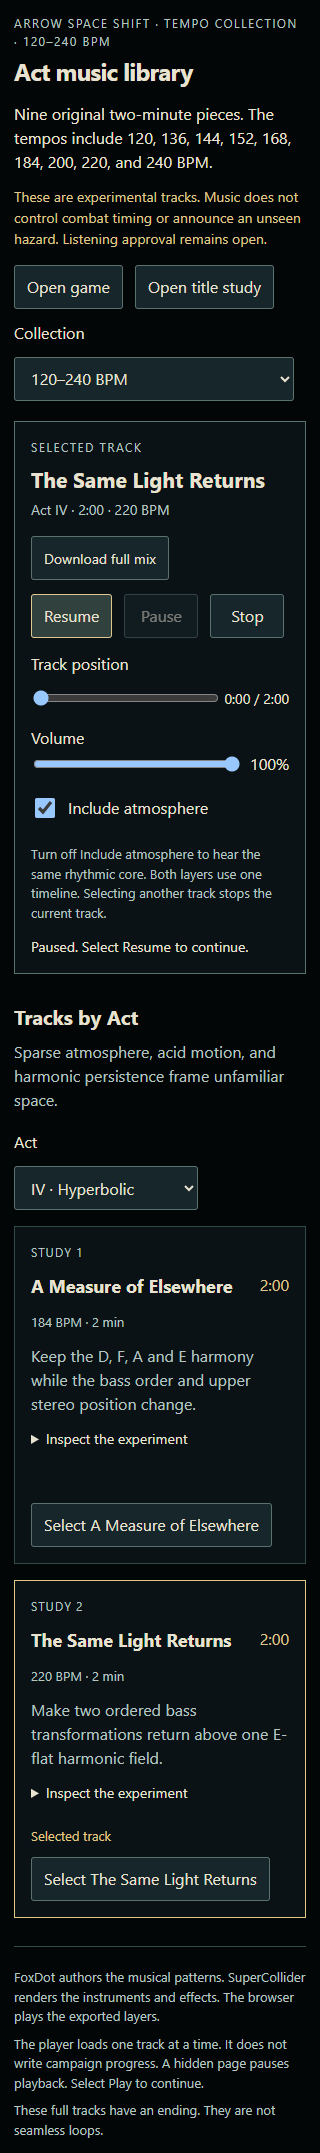 ARROW SPACE SHIFT · TEMPO COLLECTION
· 120–240 BPM
Act music library
Nine original two-minute pieces. The
tempos include 120, 136, 144, 152, 168,
184, 200, 220, and 240 BPM.
These are experimental tracks. Music does not
control combat timing or announce an unseen
hazard. Listening approval remains open.
Open game
Open title study
Collection
120–240 BPM
SELECTED TRACK
The Same Light Returns
Act IV · 2:00 · 220 BPM
Download full mix
Resume
Pause
Stop
Track position
0:00 / 2:00
Volume
100%
Include atmosphere
Turn off Include atmosphere to hear the
same rhythmic core. Both layers use one
timeline. Selecting another track stops the
current track.
Paused. Select Resume to continue.
Tracks by Act
Sparse atmosphere, acid motion, and
harmonic persistence frame unfamiliar
space.
Act
IV · Hyperbolic
STUDY 1
A Measure of Elsewhere 2:00
184 BPM · 2 min
Keep the D, F, A and E harmony
while the bass order and upper
stereo position change.
Inspect the experiment
Select A Measure of Elsewhere
STUDY 2
The Same Light Returns 2:00
220 BPM · 2 min
Make two ordered bass
transformations return above one E-
flat harmonic field.
Inspect the experiment
Selected track
Select The Same Light Returns
FoxDot authors the musical patterns. SuperCollider
renders the instruments and effects. The browser
plays the exported layers.
The player loads one track at a time. It does not
write campaign progress. A hidden page pauses
playback. Select Play to continue.
These full tracks have an ending. They are not
seamless loops.